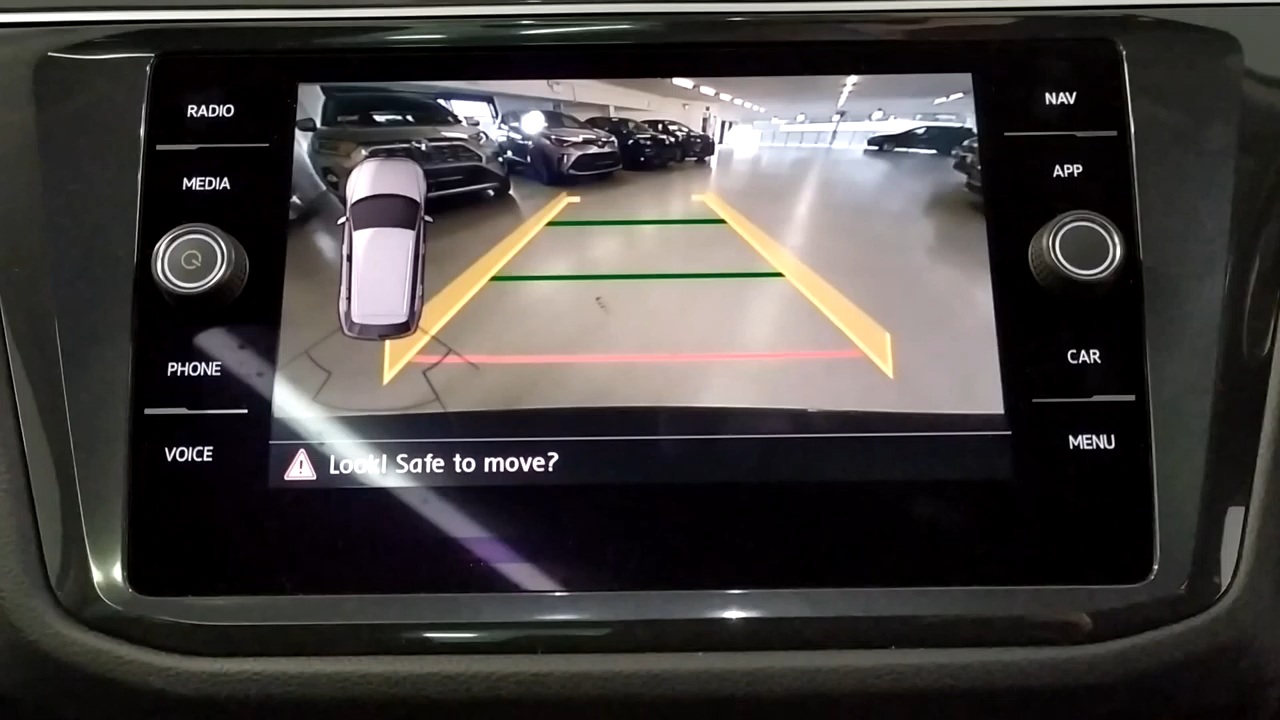 RADIO
MEDIA
PHONE
VOICE
NAV
APP
CAR
MENU
Look! Safe to move?